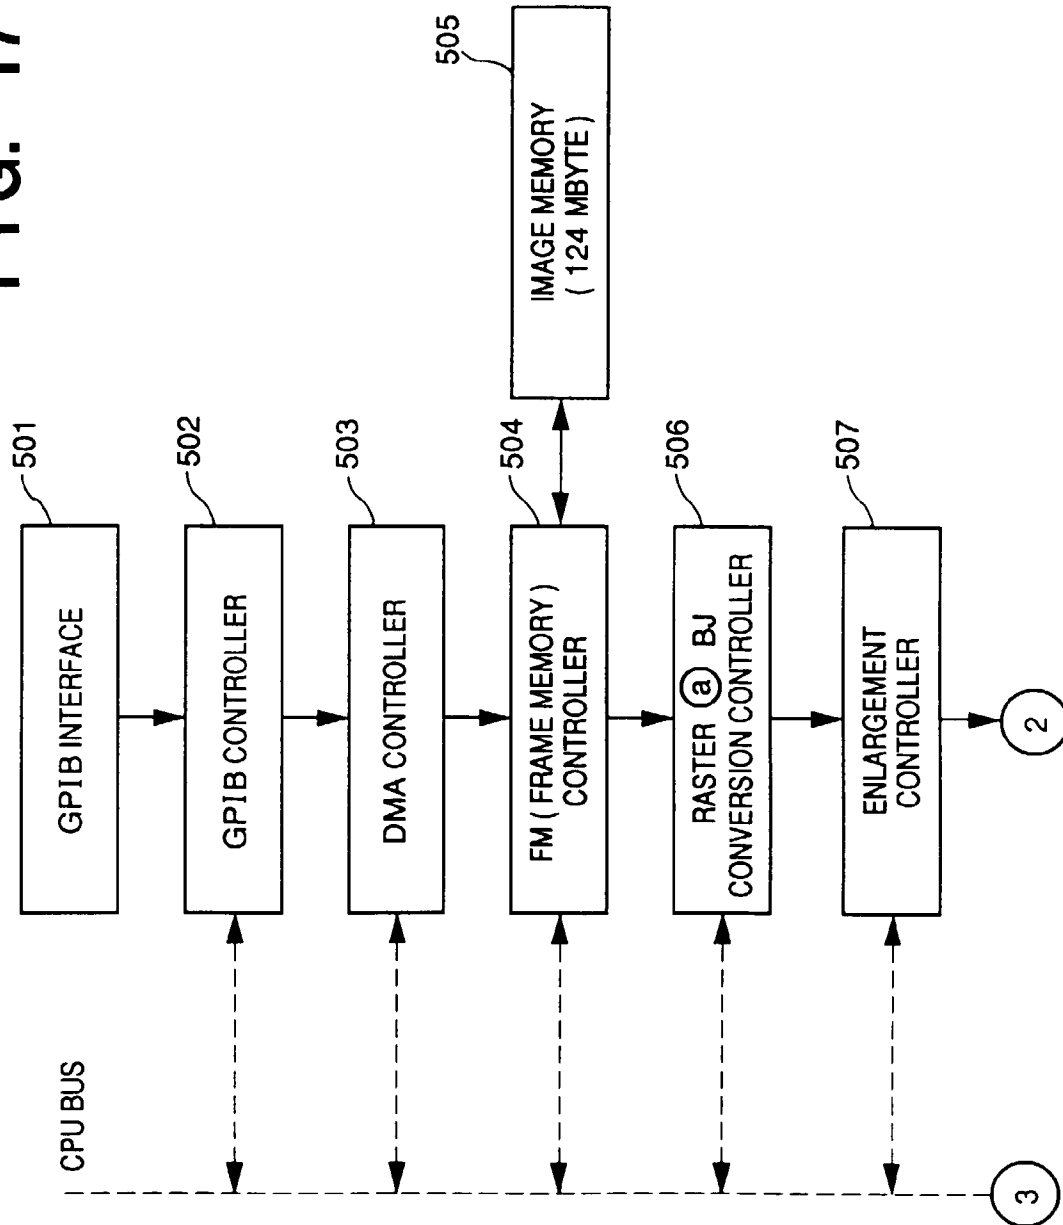 FIG. 17
CPU BUS
GPIB INTERFACE
501
GPIB CONTROLLER
502
DMA CONTROLLER
503
FM ( FRAME MEMORY )
CONTROLLER
504
IMAGE MEMORY
( 124 MBYTE )
505
RASTER ⓐ BJ
CONVERSION CONTROLLER
506
ENLARGEMENT
CONTROLLER
507
3
2